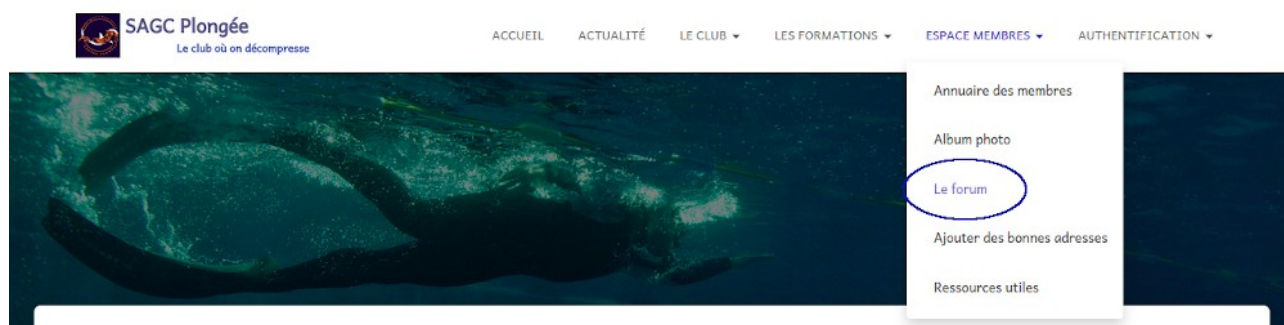 SAGC Plongée
Le club où on décompresse
ACCUEIL ACTUALITÉ LE CLUB LES FORMATIONS ESPACE MEMBRES AUTHENTIFICATION
Annuaire des membres
Album photo
Le forum
Ajouter des bonnes adresses
Ressources utiles